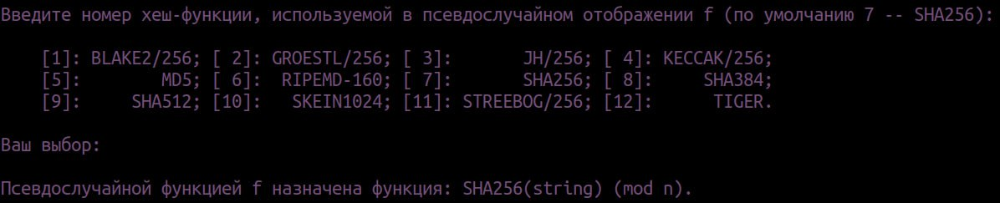 Введите номер хеш-функции, используемой в псевдослучайном отображении f (по умолчанию 7 -- SHA256):
[1]: BLAKE2/256; [ 2]: GROESTL/256; [ 3]: JH/256; [ 4]: KECCAK/256;
[5]: MD5; [ 6]: RIPEMD-160; [ 7]: SHA256; [ 8]: SHA384;
[9]: SHA512; [10]: SKEIN1024; [11]: STREEBOG/256; [12]: TIGER.
Ваш выбор:
Псевдослучайной функцией f назначена функция: SHA256(string) (mod n).